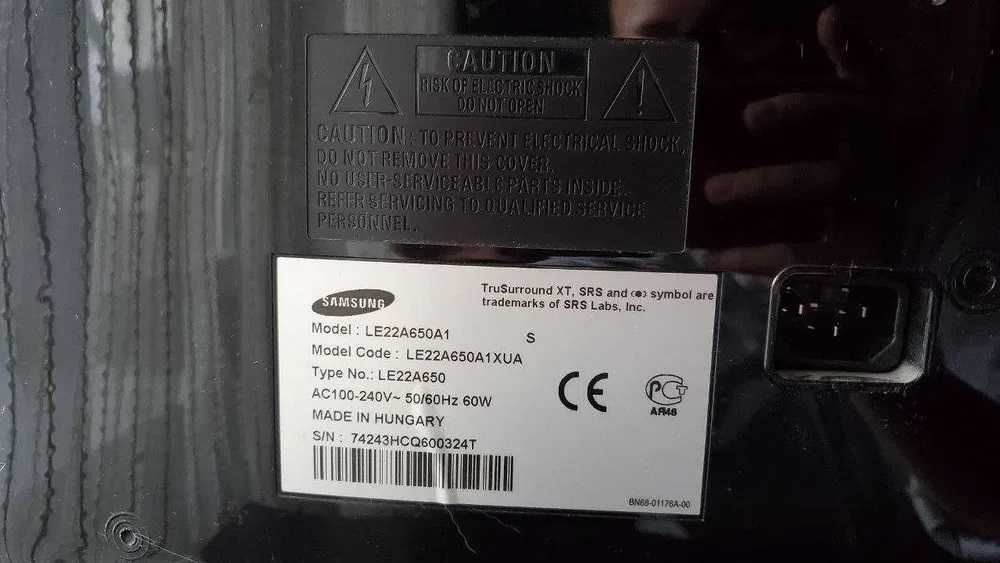 CAUTION
RISK OF ELECTRIC SHOCK
DO NOT OPEN
CAUTION : TO PREVENT ELECTRICAL SHOCK,
DO NOT REMOVE THIS COVER.
NO USER-SERVICEABLE PARTS INSIDE.
REFER SERVICING TO QUALIFIED SERVICE
PERSONNEL.
SAMSUNG
TruSurround XT, SRS and (●) symbol are
trademarks of SRS Labs, Inc.
Model : LE22A650A1 S
Model Code : LE22A650A1XUA
Type No.: LE22A650
AC100-240V~ 50/60Hz 60W
MADE IN HUNGARY
S/N : 74243HCQ600324T
CE
РСТ
АЯ46
BN68-01176A-00